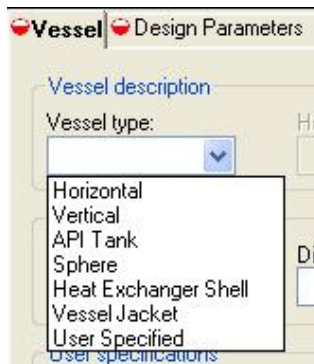 Vessel Design Parameters
Vessel description
Vessel type:
Horizontal
Vertical
API Tank
Sphere
Heat Exchanger Shell
Vessel Jacket
User Specified
User specifications